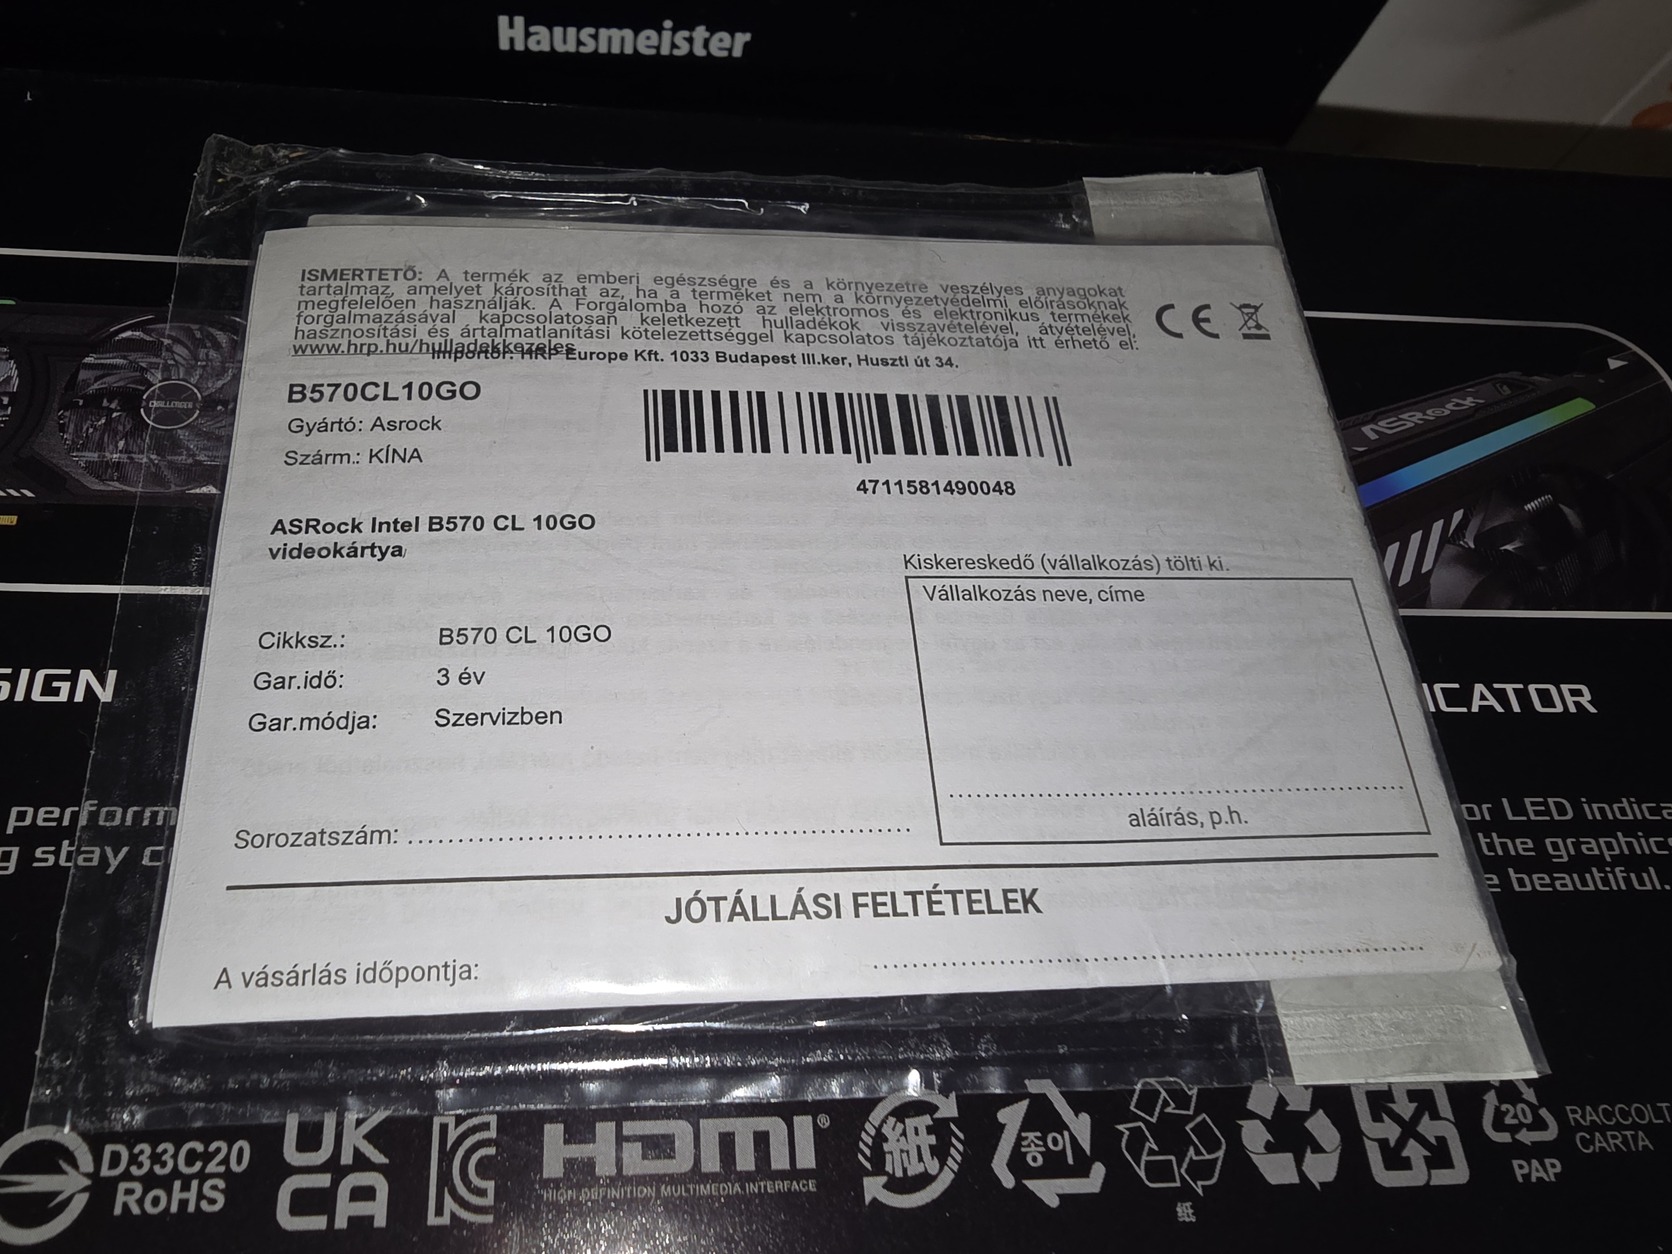 Hausmeister
ISMERTETŐ: A termék az emberi egészségre és a környezetre veszélyes anyagokat
tartalmaz, amelyet károsíthat az, ha a terméket nem a környezetvédelmi előírásoknak
megfelelően használják. A Forgalomba hozó az elektromos és elektronikus termékek
forgalmazásával kapcsolatosan keletkezett hulladékok visszavételével, átvételével,
hasznosítási és ártalmatlanítási kötelezettséggel kapcsolatos tájékoztatója itt érhető el:
www.hrp.hu/hulladekkezeles
Importőr: HRP Europe Kft. 1033 Budapest III.ker, Huszti út 34.
CE
B570CL10GO
Gyártó: Asrock
Szárm.: KÍNA
4711581490048
CHALLENGER
ASRock
ASRock Intel B570 CL 10GO
videokártya
Kiskereskedő (vállalkozás) tölti ki.
Vállalkozás neve, címe
Cikksz.: B570 CL 10GO
Gar.idő: 3 év
Gar.módja: Szervizben
aláírás, p.h.
Sorozatszám:
SIGN
ICATOR
perform
g stay c
or LED indica
the graphic
e beautiful.
JÓTÁLLÁSI FELTÉTELEK
A vásárlás időpontja:
D33C20
RoHS
UK
CA
HDMI®
HIGH-DEFINITION MULTIMEDIA INTERFACE
紙
종이
紙
20
PAP
RACCOLT
CARTA